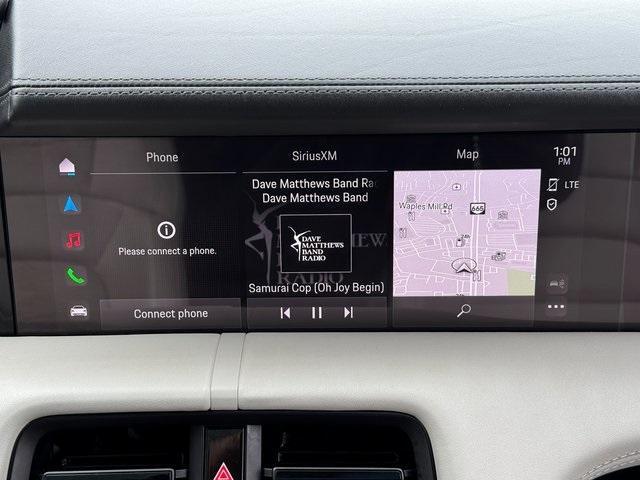 Phone
SiriusXM
Map
1:01
PM
LTE
Dave Matthews Band Ra
Dave Matthews Band
Waples Mill Rd
665
Please connect a phone.
DAVE
MATTHEWS
BAND
RADIO
Samurai Cop (Oh Joy Begin)
Connect phone